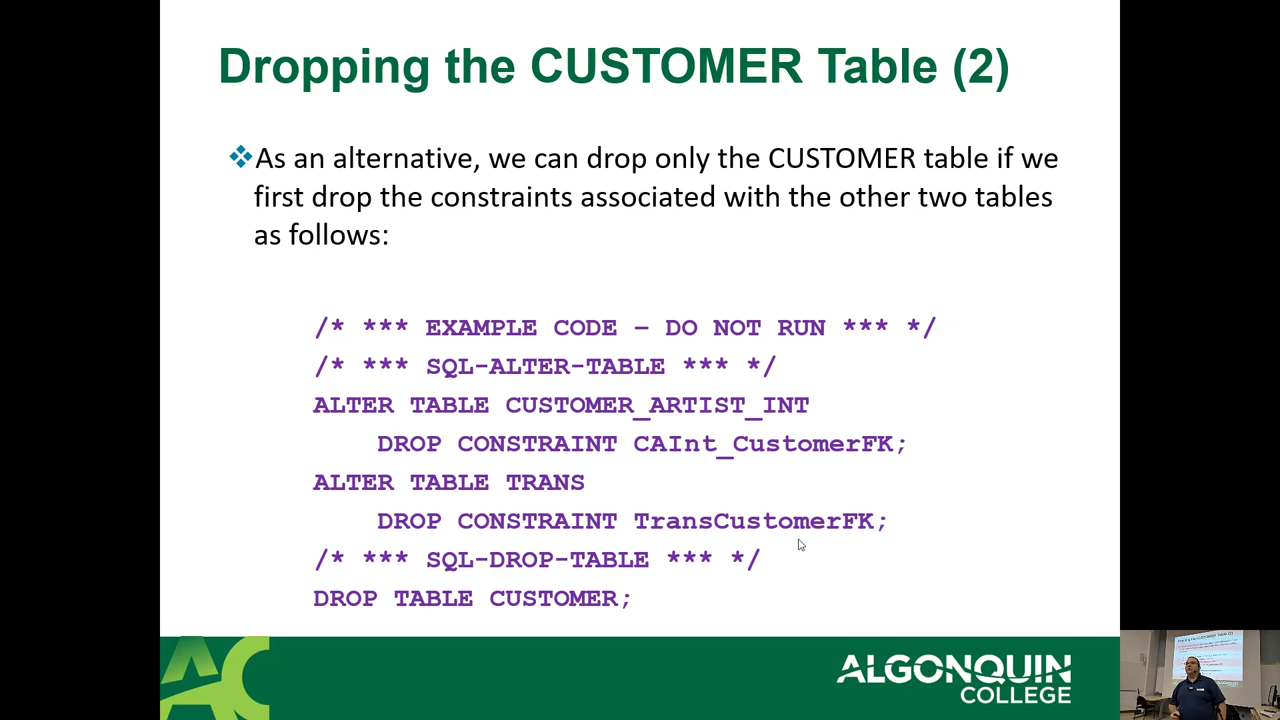 Dropping the CUSTOMER Table (2)
As an alternative, we can drop only the CUSTOMER table if we
first drop the constraints associated with the other two tables
as follows:
/* *** EXAMPLE CODE – DO NOT RUN *** */
/* *** SQL-ALTER-TABLE *** */
ALTER TABLE CUSTOMER_ARTIST_INT
DROP CONSTRAINT CAInt_CustomerFK;
ALTER TABLE TRANS
DROP CONSTRAINT TransCustomerFK;
/* *** SQL-DROP-TABLE *** */
DROP TABLE CUSTOMER;
AC
ALGONQUIN
COLLEGE